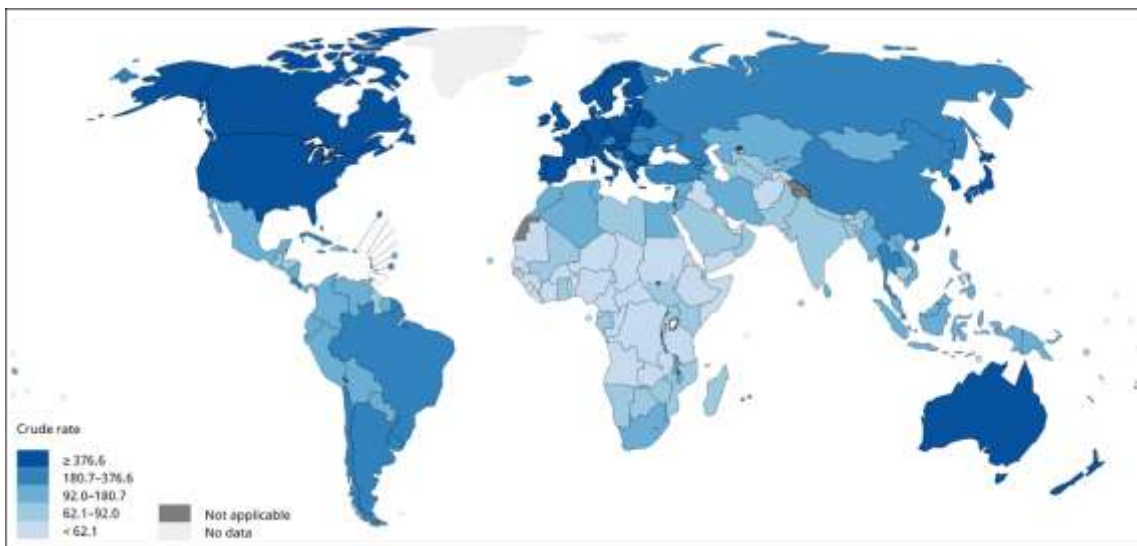 Crude rate
≥ 376.6
180.7–376.6
92.0–180.7
62.1–92.0
< 62.1
Not applicable
No data